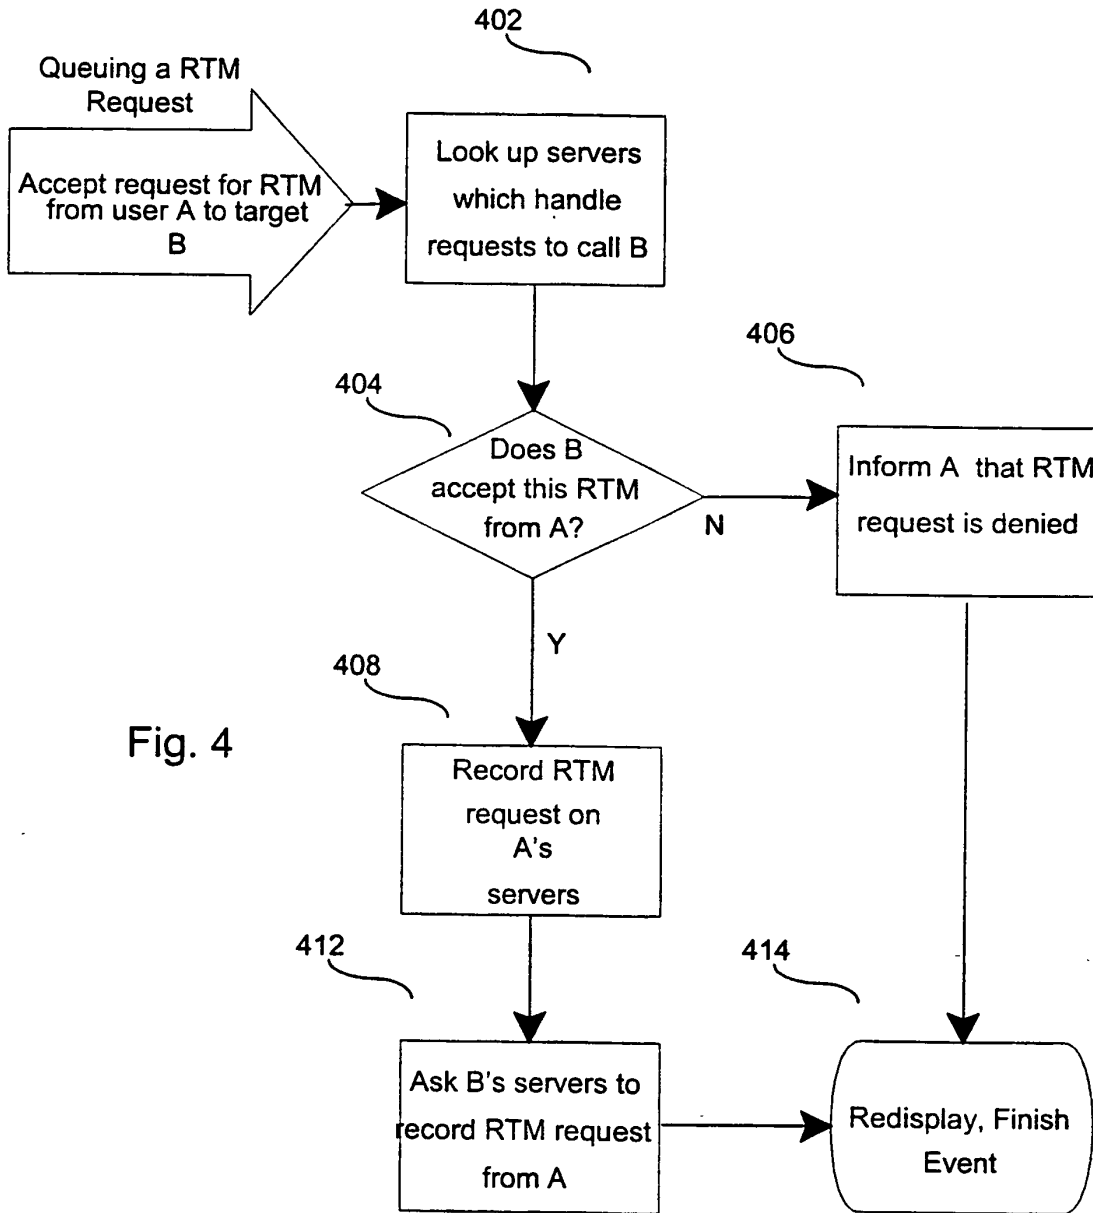 402
Queuing a RTM
Request
Accept request for RTM
from user A to target
B
Look up servers
which handle
requests to call B
406
404
Does B
accept this RTM
from A?
N
Inform A that RTM
request is denied
Y
408
Fig. 4
Record RTM
request on
A's
servers
412
414
Ask B's servers to
record RTM request
from A
Redisplay, Finish
Event